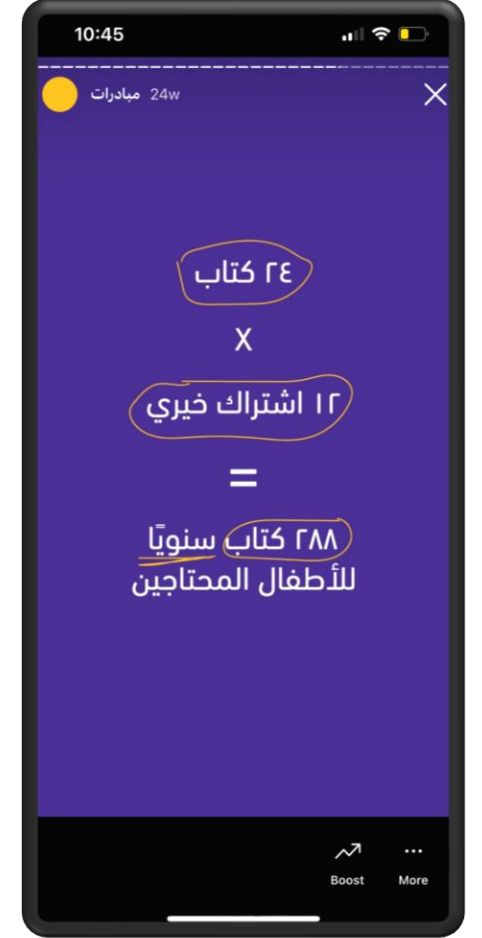 10:45
مبادرات 24w
٢٤ كتاب
X
١٢ اشتراك خيري
=
٢٨٨ كتاب سنويًا
للأطفال المحتاجين
Boost
More